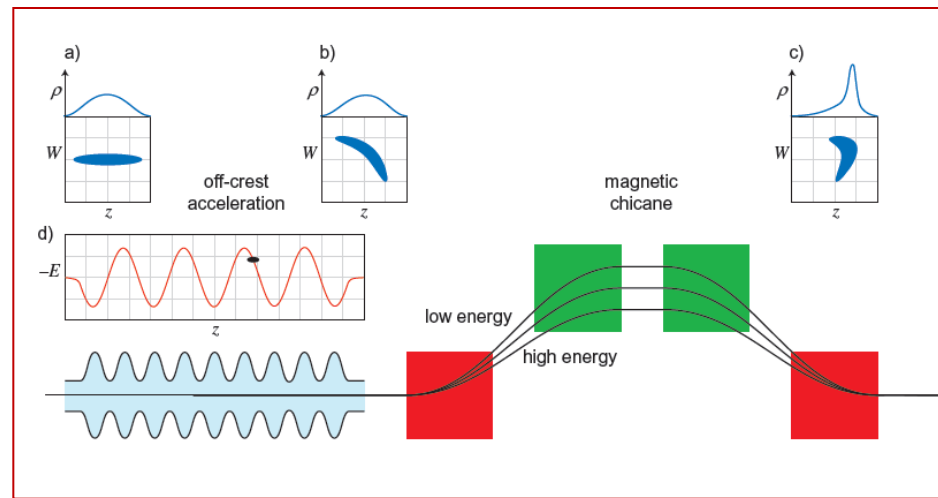 a)
b)
c)
ρ
ρ
ρ
W
W
W
z
z
z
off-crest
acceleration
magnetic
chicane
d)
–E
z
low energy
high energy